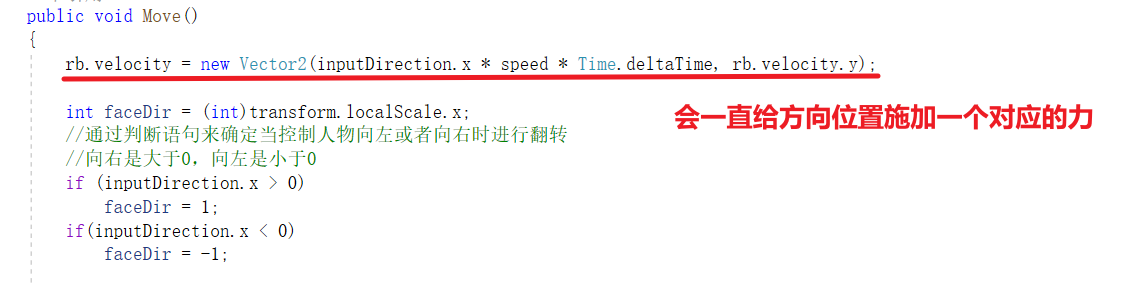 public void Move()
{
rb.velocity = new Vector2(inputDirection.x * speed * Time.deltaTime, rb.velocity.y);
int faceDir = (int)transform.localScale.x;
会一直给方向位置施加一个对应的力
//通过判断语句来确定当控制人物向左或者向右时进行翻转
//向右是大于0，向左是小于0
if (inputDirection.x > 0)
faceDir = 1;
if(inputDirection.x < 0)
faceDir = -1;